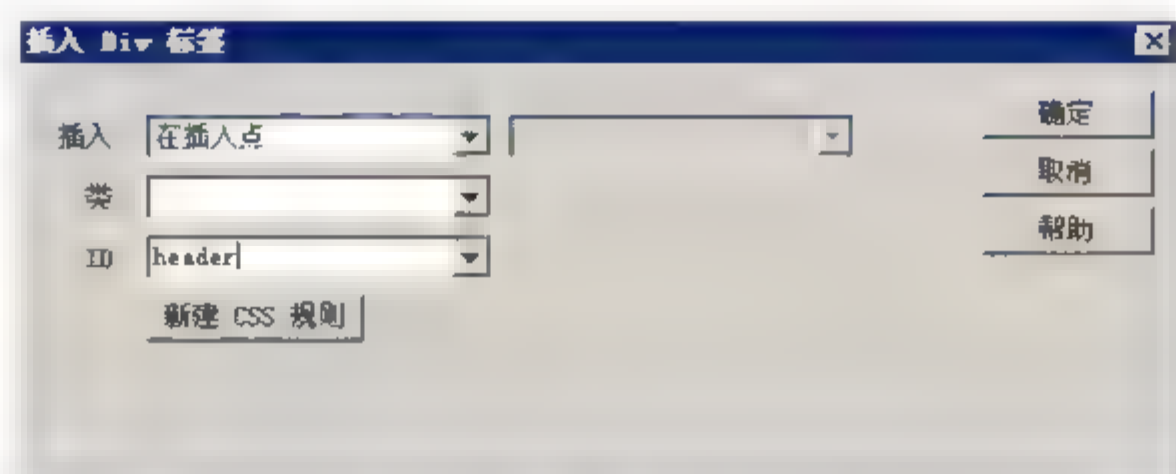 插入 Div 标签
插入 在插入点
确定
取消
类
帮助
ID header
新建 CSS 规则